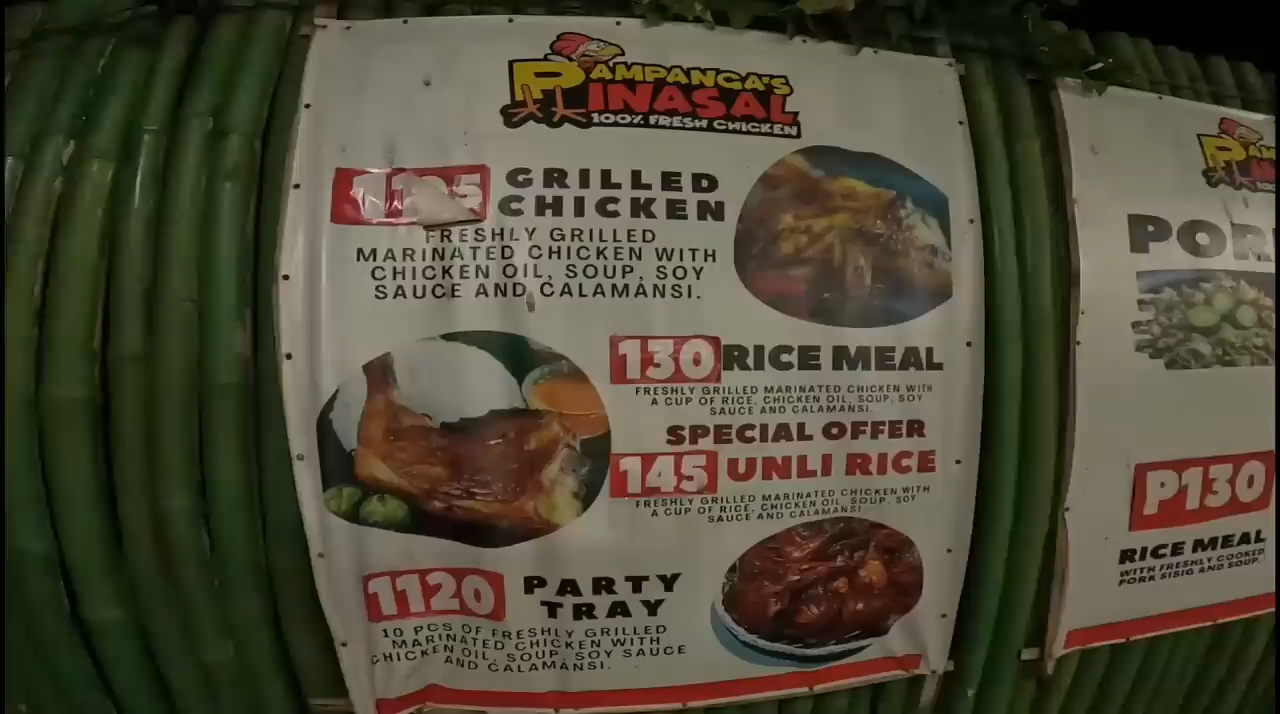 PAMPANGA'S
INASAL
100% FRESH CHICKEN
GRILLED
CHICKEN
FRESHLY GRILLED
MARINATED CHICKEN WITH
CHICKEN OIL, SOUP, SOY
SAUCE AND CALAMANSI.
130 RICE MEAL
FRESHLY GRILLED MARINATED CHICKEN WITH
A CUP OF RICE, CHICKEN OIL, SOUP, SOY
SAUCE AND CALAMANSI.
SPECIAL OFFER
145 UNLI RICE
FRESHLY GRILLED MARINATED CHICKEN WITH
A CUP OF RICE, CHICKEN OIL, SOUP, SOY
SAUCE AND CALAMANSI
1120 PARTY
TRAY
10 PCS OF FRESHLY GRILLED
MARINATED CHICKEN WITH
CHICKEN OIL, SOUP, SOY SAUCE
AND CALAMANSI.
P130
RICE MEAL
WITH FRESHLY COOKED
PORK SISIG AND SOUP.